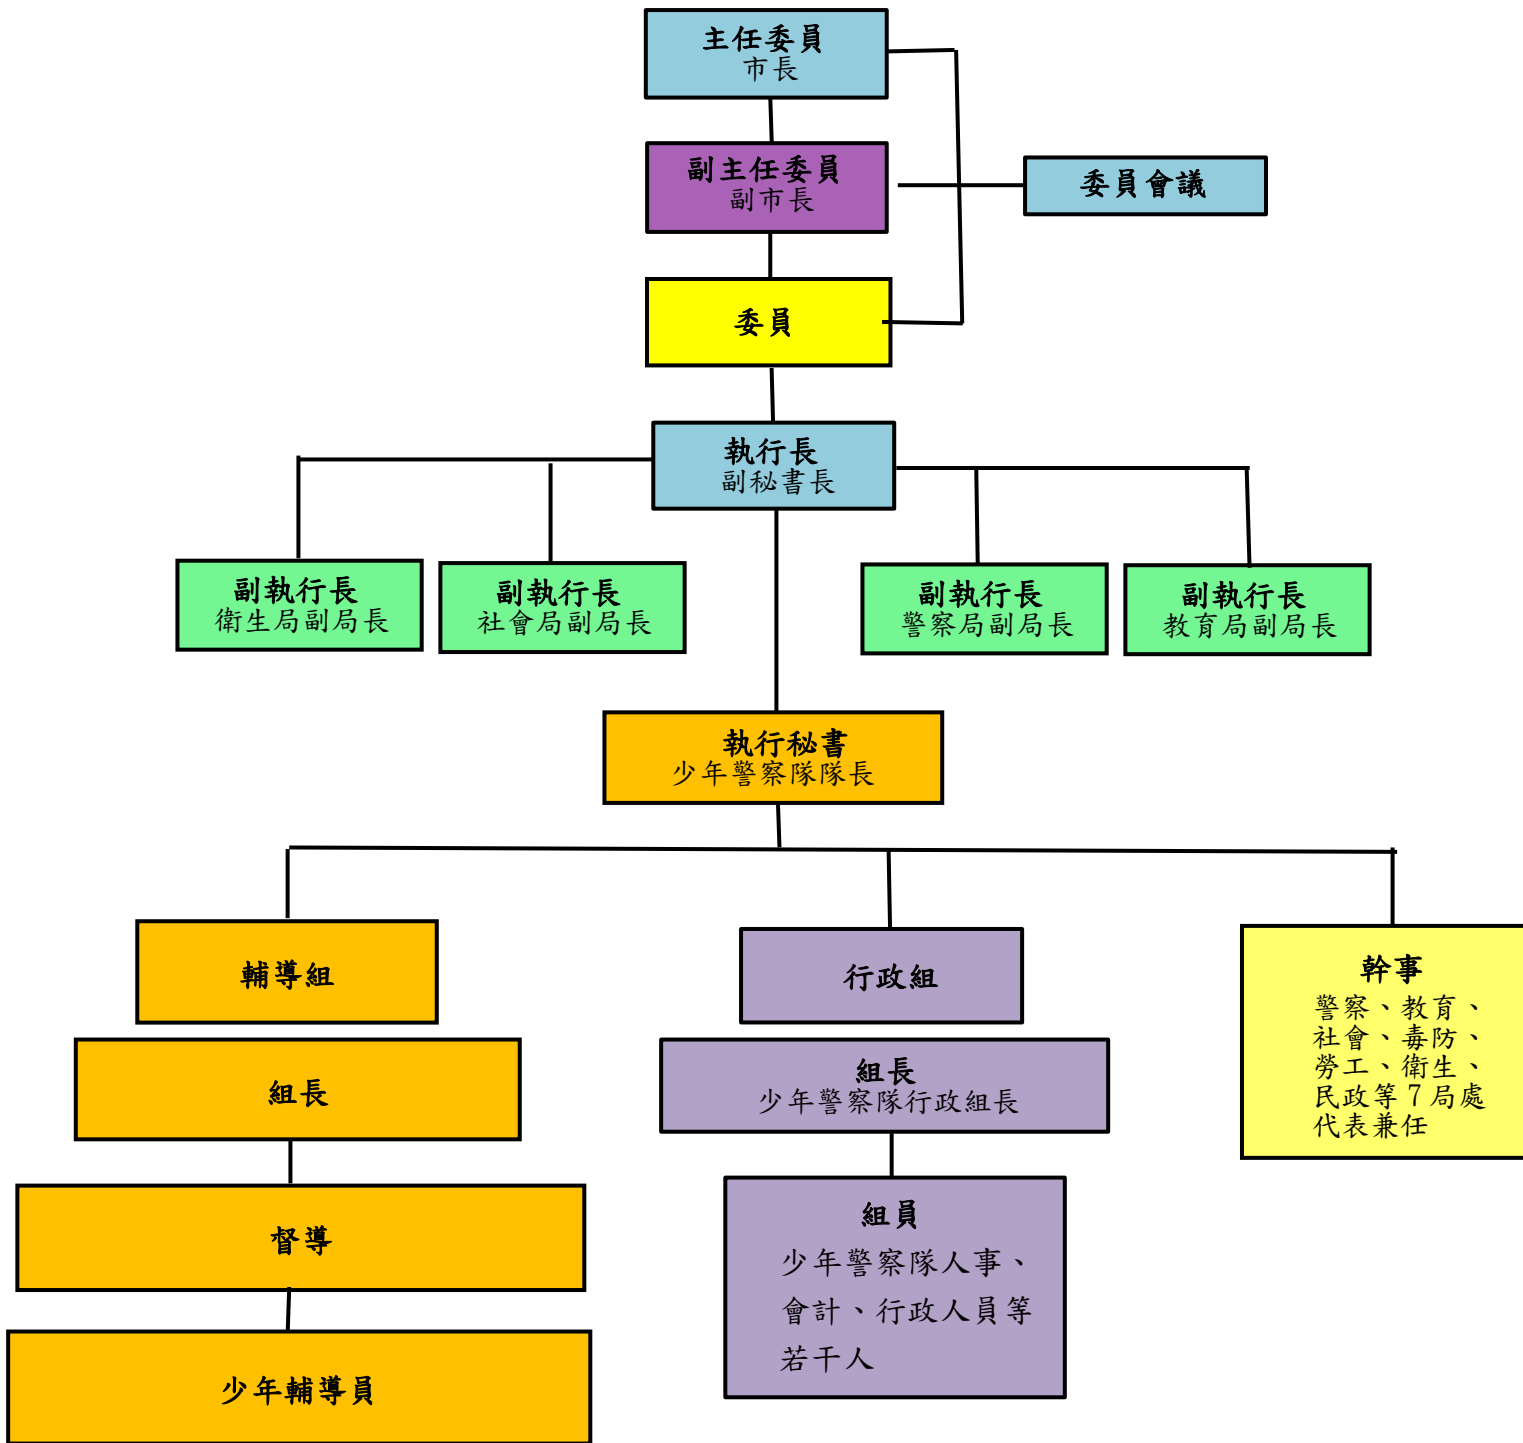 主任委員
市長
副主任委員
副市長
委員會議
委員
執行長
副秘書長
副執行長
衛生局副局長
副執行長
社會局副局長
副執行長
警察局副局長
副執行長
教育局副局長
執行秘書
少年警察隊隊長
輔導組
組長
督導
少年輔導員
行政組
組長
少年警察隊行政組長
組員
少年警察隊人事、
會計、行政人員等
若干人
幹事
警察、教育、
社會、毒防、
勞工、衛生、
民政等7局處
代表兼任